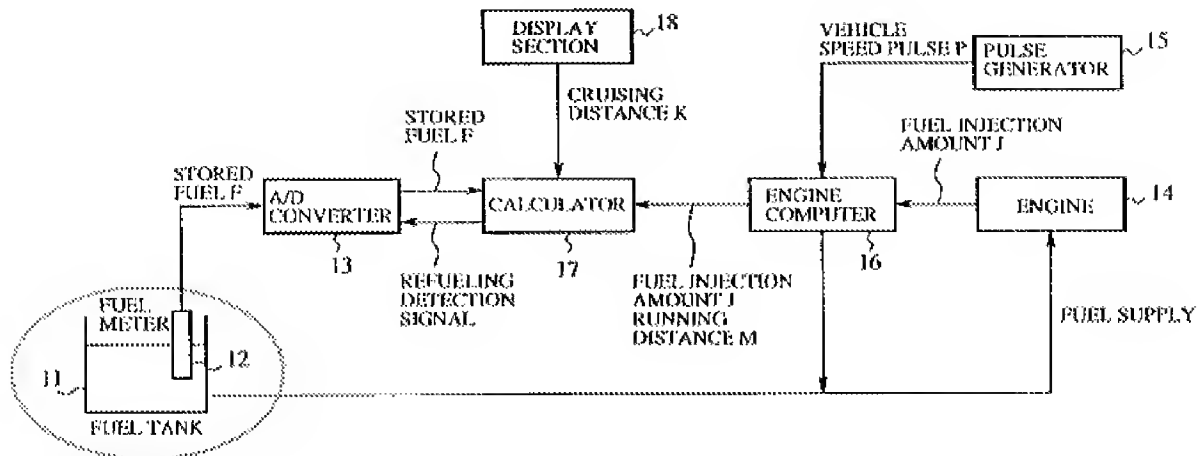 DISPLAY
SECTION
18
VEHICLE
SPEED PULSE P
PULSE
GENERATOR
15
CRUISING
DISTANCE K
STORED
FUEL F
FUEL INJECTION
AMOUNT J
STORED
FUEL F
A/D
CONVERTER
13
CALCULATOR
17
ENGINE
COMPUTER
16
ENGINE
14
REFUELING
DETECTION
SIGNAL
FUEL INJECTION
AMOUNT J
RUNNING
DISTANCE M
FUEL SUPPLY
FUEL
METER
11
12
FUEL TANK